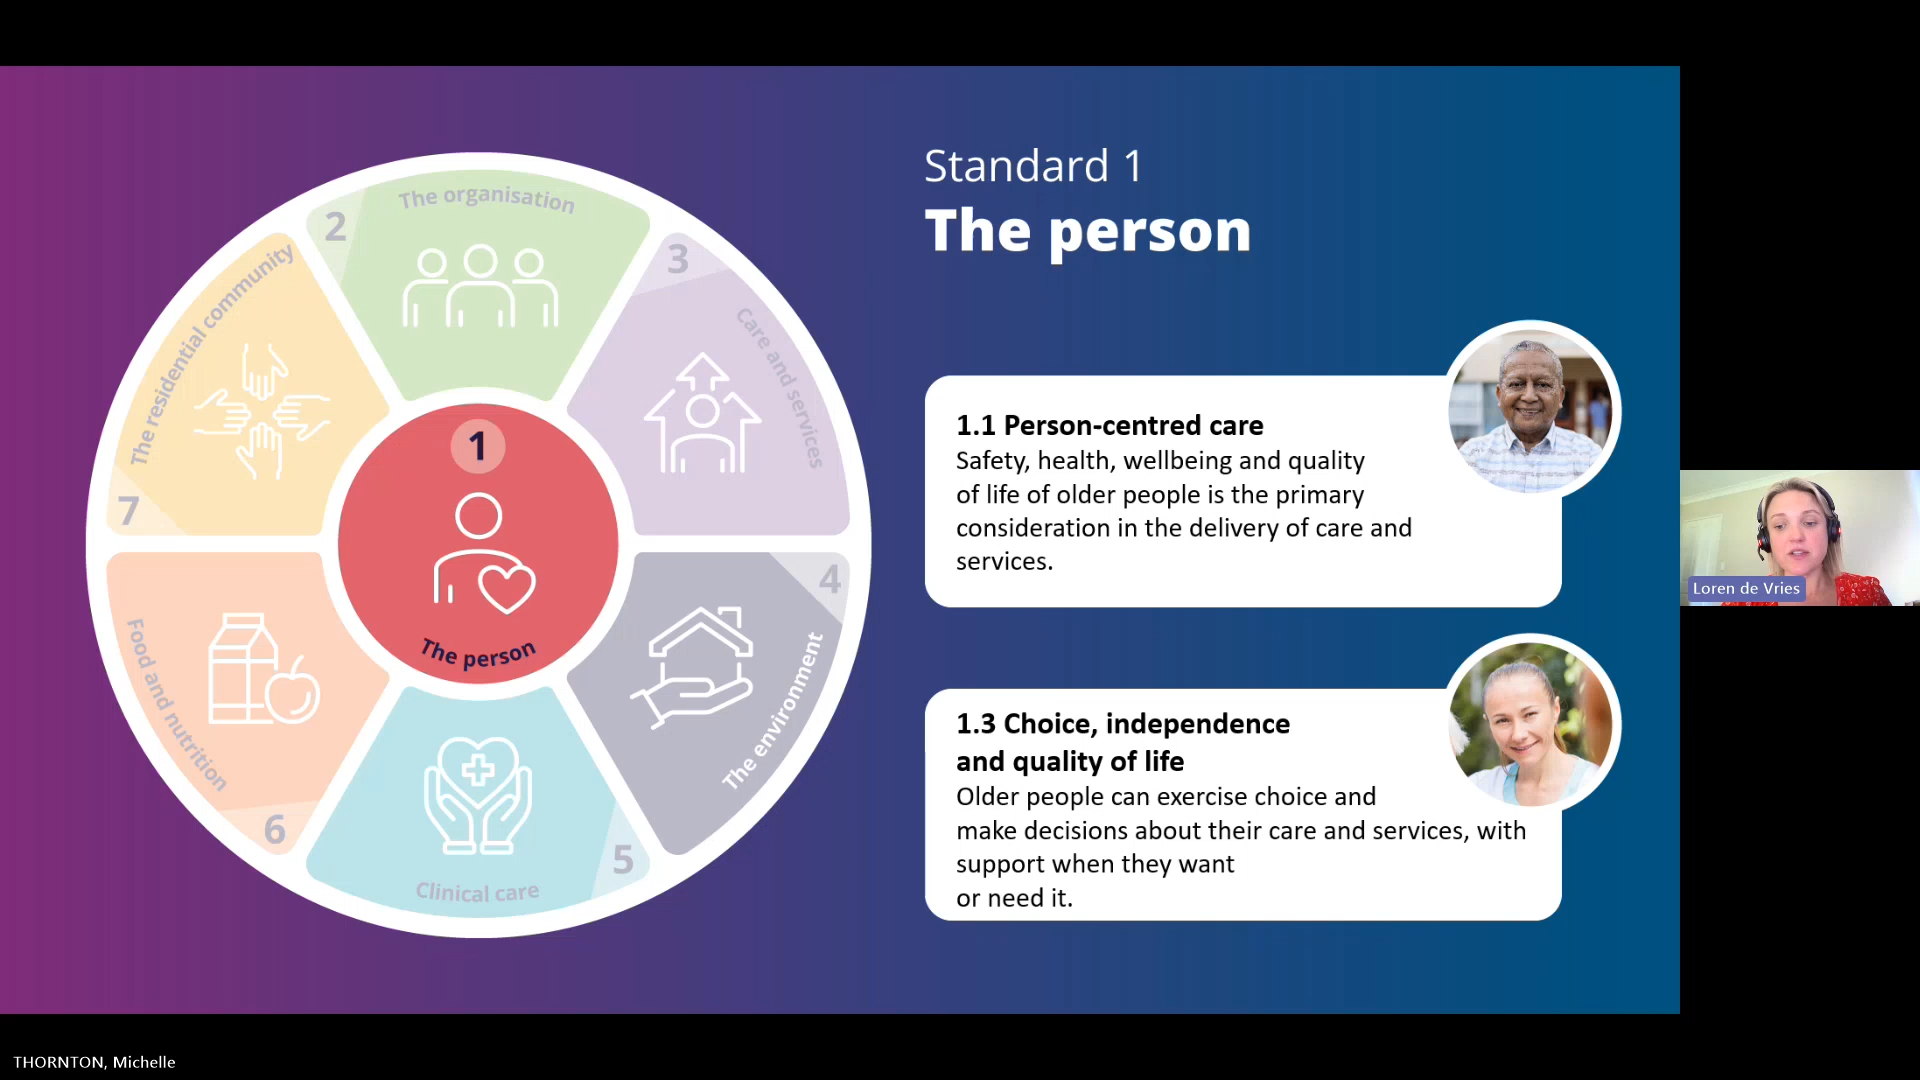 Standard 1
The person
2
The organisation
3
Care and services
The residential community
7
1
The person
4
The environment
Food and nutrition
6
Clinical care
5
1.1 Person-centred care
Safety, health, wellbeing and quality
of life of older people is the primary
consideration in the delivery of care and
services.
1.3 Choice, independence
and quality of life
Older people can exercise choice and
make decisions about their care and services, with
support when they want
or need it.
Loren de Vries
THORNTON, Michelle